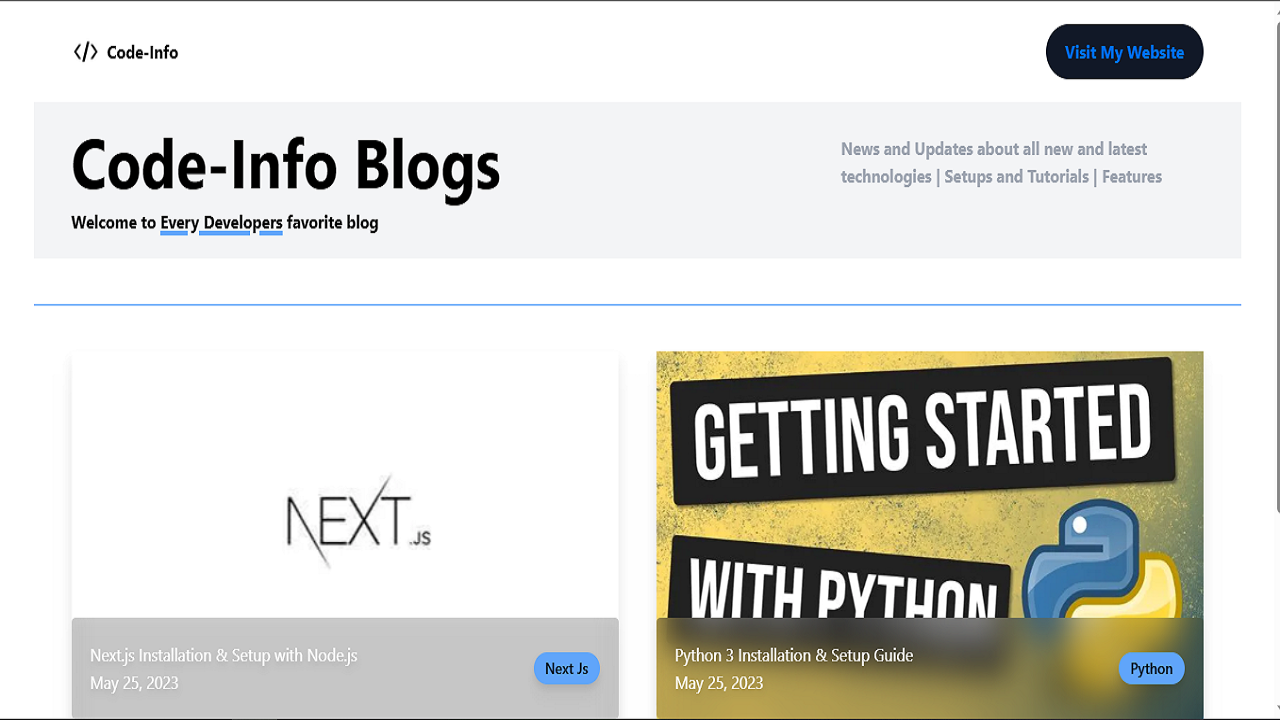 Code-Info
Visit My Website
Code-Info Blogs
Welcome to Every Developers favorite blog
News and Updates about all new and latest
technologies | Setups and Tutorials | Features
NEXT.JS
Next.js Installation & Setup with Node.js
May 25, 2023
Next Js
GETTING STARTED
WITH PYTHON
Python 3 Installation & Setup Guide
May 25, 2023
Python